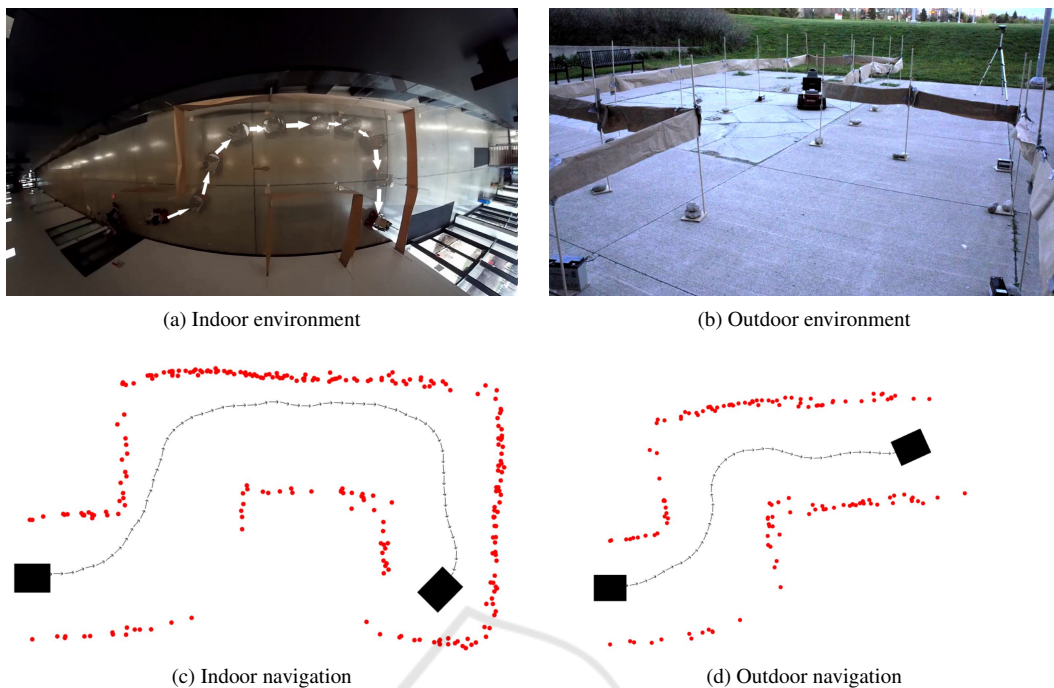 (a) Indoor environment
(b) Outdoor environment
(c) Indoor navigation
(d) Outdoor navigation